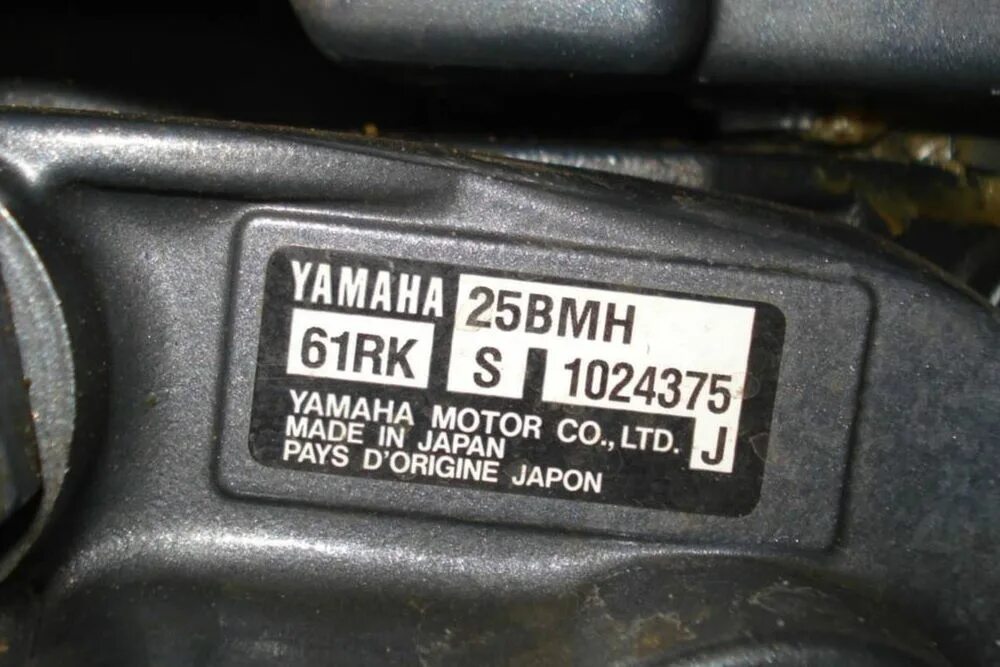 YAMAHA 25BMH
61RK S 1024375
YAMAHA MOTOR CO., LTD. J
MADE IN JAPAN
PAYS D'ORIGINE JAPON